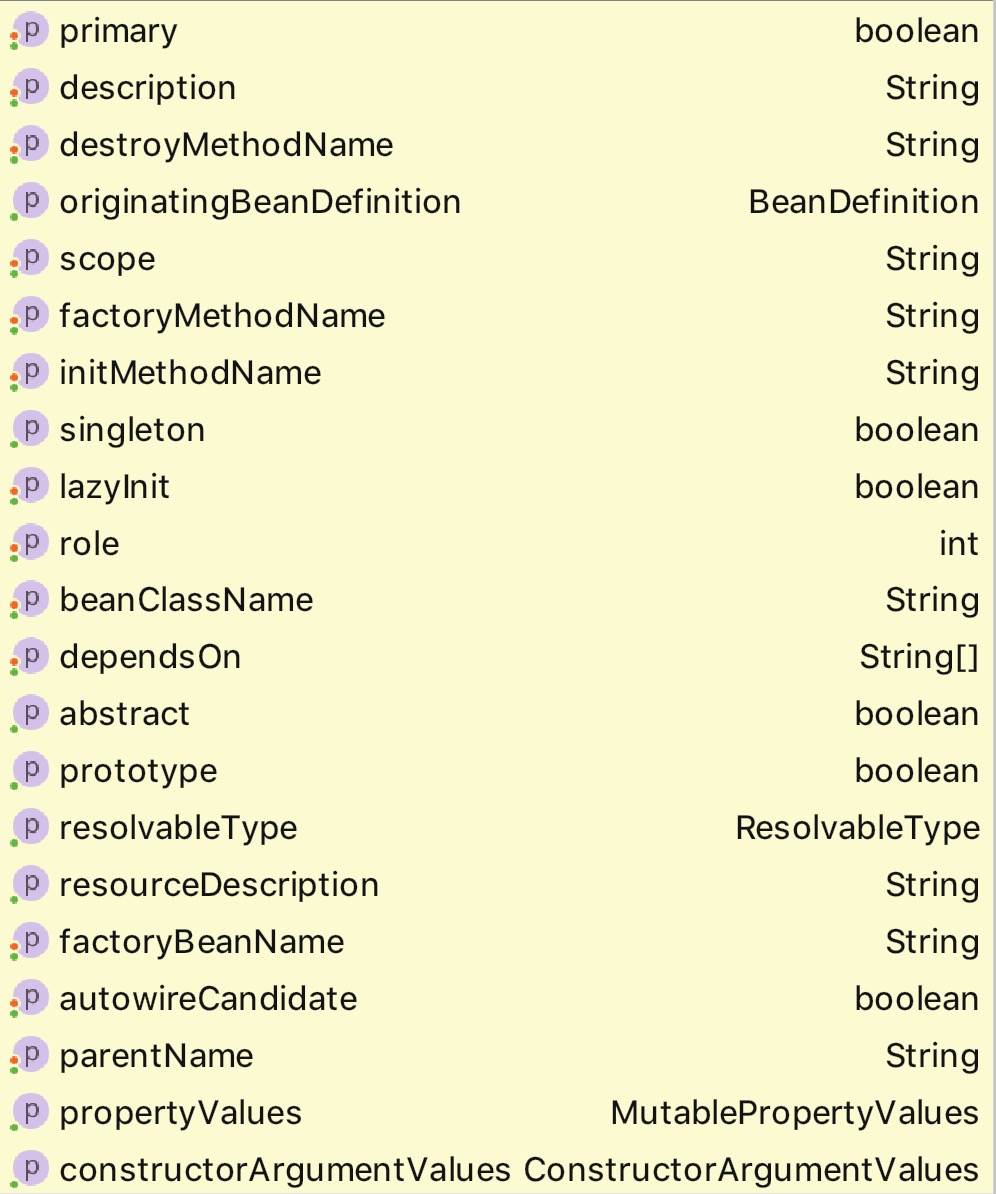 p primary boolean
p description String
p destroyMethodName String
p originatingBeanDefinition BeanDefinition
p scope String
p factoryMethodName String
p initMethodName String
p singleton boolean
p lazyInit boolean
p role int
p beanClassName String
p dependsOn String[]
p abstract boolean
p prototype boolean
p resolvableType ResolvableType
p resourceDescription String
p factoryBeanName String
p autowireCandidate boolean
p parentName String
p propertyValues MutablePropertyValues
p constructorArgumentValues ConstructorArgumentValues